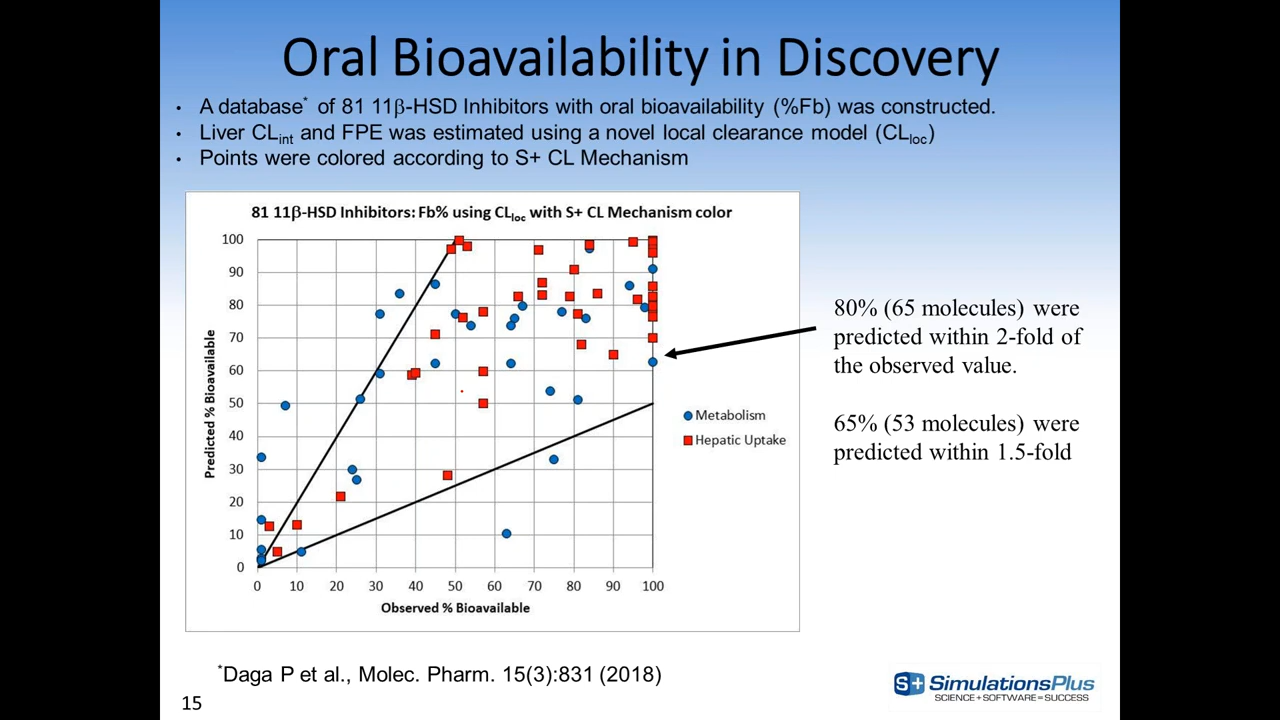 Oral Bioavailability in Discovery
• A database* of 81 11β-HSD Inhibitors with oral bioavailability (%Fb) was constructed.
• Liver CLint and FPE was estimated using a novel local clearance model (CLloc)
• Points were colored according to S+ CL Mechanism
81 11β-HSD Inhibitors: Fb% using CLloc with S+ CL Mechanism color
100
90
80
70
60
50
40
30
20
10
0
Predicted % Bioavailable
0 10 20 30 40 50 60 70 80 90 100
Observed % Bioavailable
Metabolism
Hepatic Uptake
80% (65 molecules) were
predicted within 2-fold of
the observed value.
65% (53 molecules) were
predicted within 1.5-fold
*Daga P et al., Molec. Pharm. 15(3):831 (2018)
15
S+ SimulationsPlus
SCIENCE + SOFTWARE = SUCCESS